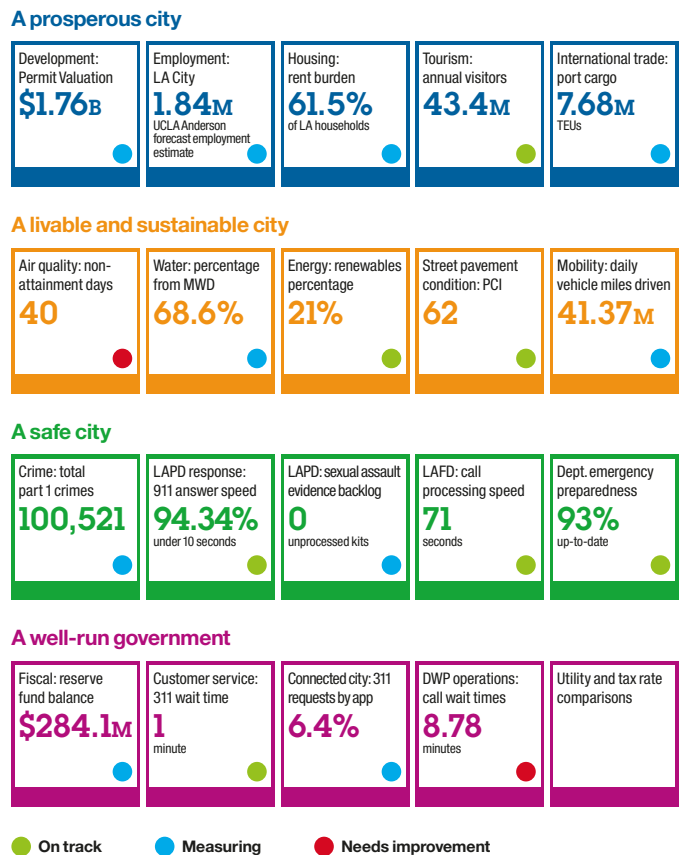 A prosperous city
Development:
Permit Valuation
$1.76B
Employment:
LA City
1.84M
UCLA Anderson
forecast employment
estimate
Housing:
rent burden
61.5%
of LA households
Tourism:
annual visitors
43.4M
International trade:
port cargo
7.68M
TEUs
A livable and sustainable city
Air quality: non-
attainment days
40
Water: percentage
from MWD
68.6%
Energy: renewables
percentage
21%
Street pavement
condition: PCI
62
Mobility: daily
vehicle miles driven
41.37M
A safe city
Crime: total
part 1 crimes
100,521
LAPD response:
911 answer speed
94.34%
under 10 seconds
LAPD: sexual assault
evidence backlog
0
unprocessed kits
LAFD: call
processing speed
71
seconds
Dept. emergency
preparedness
93%
up-to-date
A well-run government
Fiscal: reserve
fund balance
$284.1M
Customer service:
311 wait time
1
minute
Connected city: 311
requests by app
6.4%
DWP operations:
call wait times
8.78
minutes
Utility and tax rate
comparisons
On track
Measuring
Needs improvement